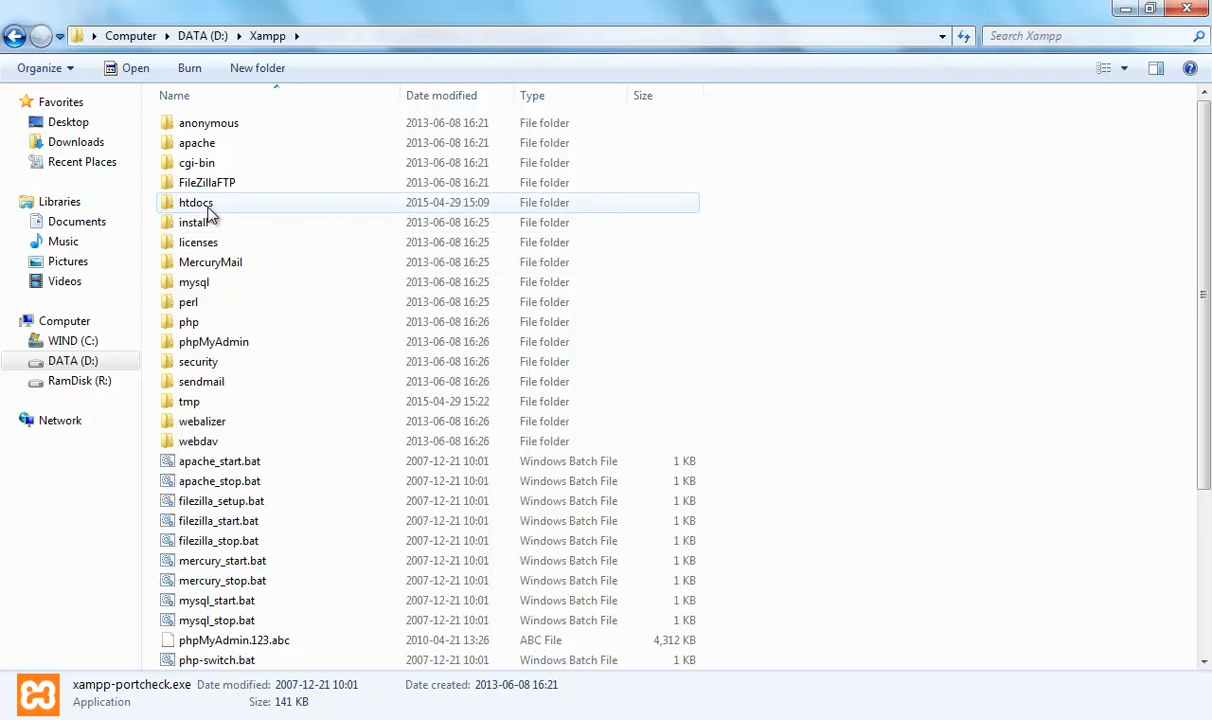 Computer DATA (D:) Xampp
Search Xampp
Organize Open Burn New folder
Favorites
Desktop
Downloads
Recent Places
Libraries
Documents
Music
Pictures
Videos
Computer
WIND (C:)
DATA (D:)
RamDisk (R:)
Network
Name Date modified Type Size
anonymous 2013-06-08 16:21 File folder
apache 2013-06-08 16:21 File folder
cgi-bin 2013-06-08 16:21 File folder
FileZillaFTP 2013-06-08 16:21 File folder
htdocs 2015-04-29 15:09 File folder
install 2013-06-08 16:25 File folder
licenses 2013-06-08 16:25 File folder
MercuryMail 2013-06-08 16:25 File folder
mysql 2013-06-08 16:25 File folder
perl 2013-06-08 16:25 File folder
php 2013-06-08 16:26 File folder
phpMyAdmin 2013-06-08 16:26 File folder
security 2013-06-08 16:26 File folder
sendmail 2013-06-08 16:26 File folder
tmp 2015-04-29 15:22 File folder
webalizer 2013-06-08 16:26 File folder
webdav 2013-06-08 16:26 File folder
apache_start.bat 2007-12-21 10:01 Windows Batch File 1 KB
apache_stop.bat 2007-12-21 10:01 Windows Batch File 1 KB
filezilla_setup.bat 2007-12-21 10:01 Windows Batch File 1 KB
filezilla_start.bat 2007-12-21 10:01 Windows Batch File 1 KB
filezilla_stop.bat 2007-12-21 10:01 Windows Batch File 1 KB
mercury_start.bat 2007-12-21 10:01 Windows Batch File 1 KB
mercury_stop.bat 2007-12-21 10:01 Windows Batch File 1 KB
mysql_start.bat 2007-12-21 10:01 Windows Batch File 1 KB
mysql_stop.bat 2007-12-21 10:01 Windows Batch File 1 KB
phpMyAdmin.123.abc 2010-04-21 13:26 ABC File 4,312 KB
php-switch.bat 2007-12-21 10:01 Windows Batch File 1 KB
xampp-portcheck.exe Date modified: 2007-12-21 10:01 Date created: 2013-06-08 16:21
Application Size: 141 KB